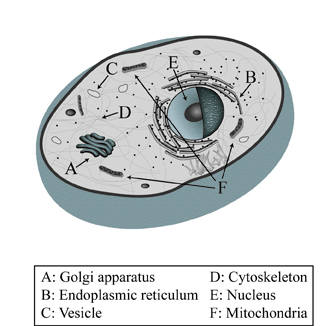 E
C
B
D
A
F
A: Golgi apparatus D: Cytoskeleton
B: Endoplasmic reticulum E: Nucleus
C: Vesicle F: Mitochondria